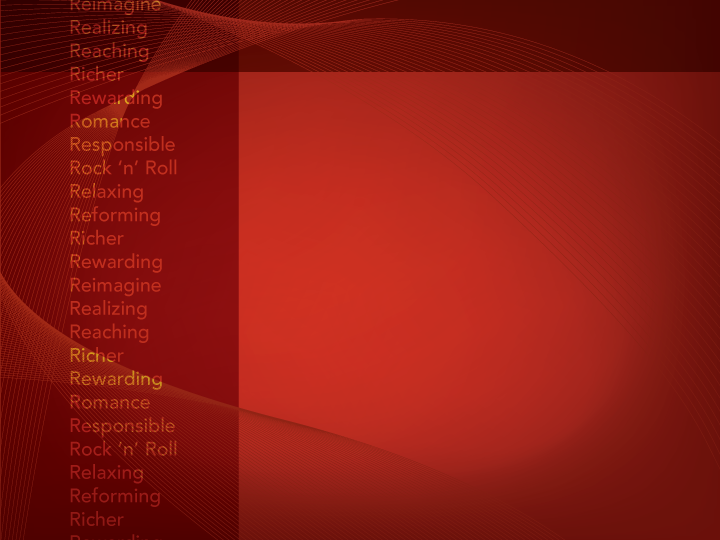 Reimagine
Realizing
Reaching
Richer
Rewarding
Romance
Responsible
Rock ‘n’ Roll
Relaxing
Reforming
Richer
Rewarding
Reimagine
Realizing
Reaching
Richer
Rewarding
Romance
Responsible
Rock ‘n’ Roll
Relaxing
Reforming
Richer